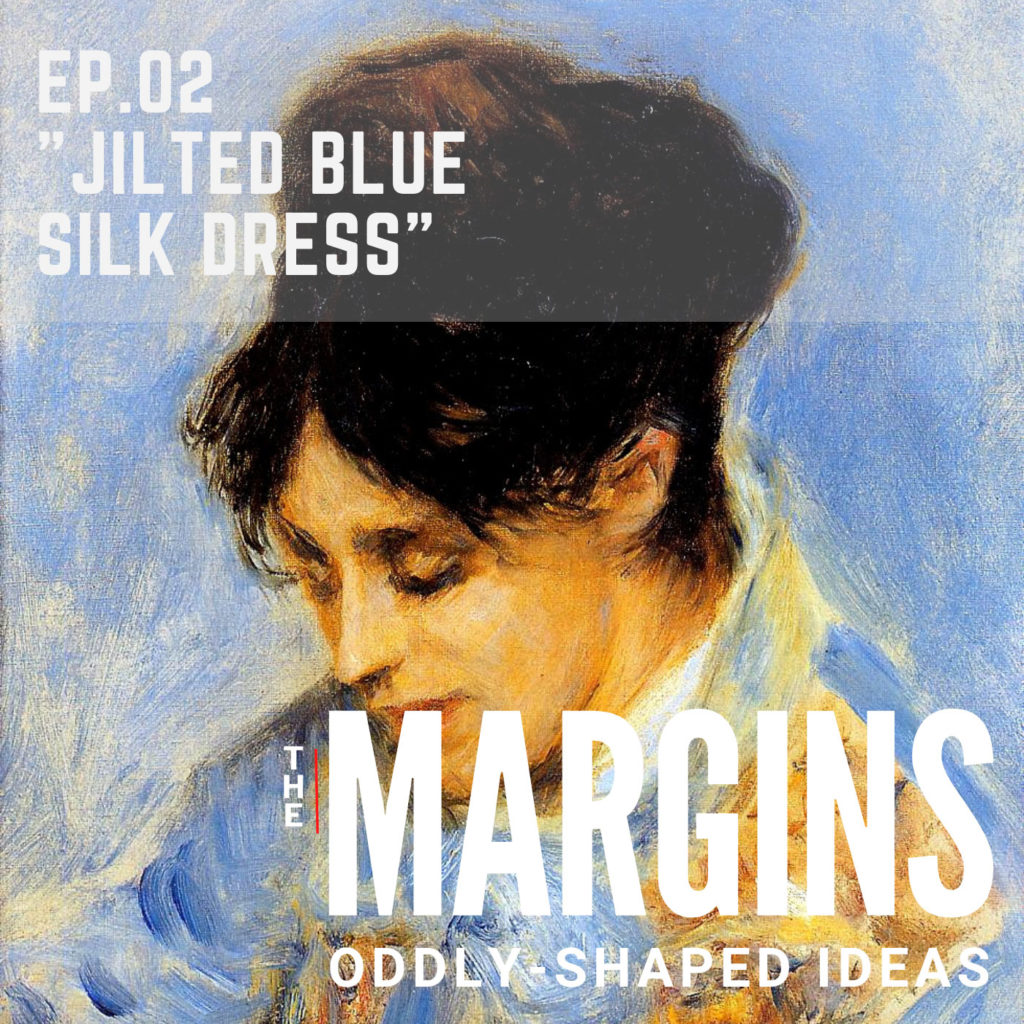 EP.02
"JILTED BLUE
SILK DRESS"
THE
MARGINS
ODDLY-SHAPED IDEAS